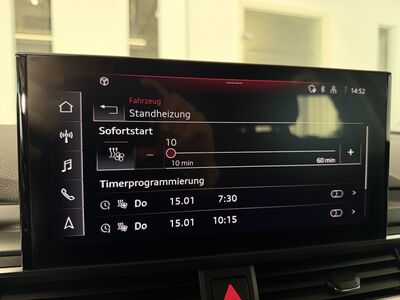 14:52
Fahrzeug
Standheizung
Sofortstart
10
– 10 min 60 min +
Timerprogrammierung
Do 15.01 7:30 >
Do 15.01 10:15 >